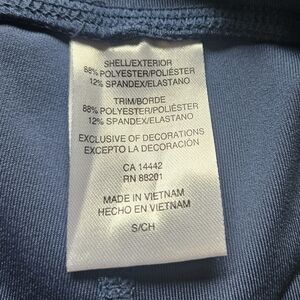 SHELL/EXTERIOR
88% POLYESTER/POLIÉSTER
12% SPANDEX/ELASTANO
TRIM/BORDE
88% POLYESTER/POLIÉSTER
12% SPANDEX/ELASTANO
EXCLUSIVE OF DECORATIONS
EXCEPTO LA DECORACIÓN
CA 14442
RN 88201
MADE IN VIETNAM
HECHO EN VIETNAM
S/CH